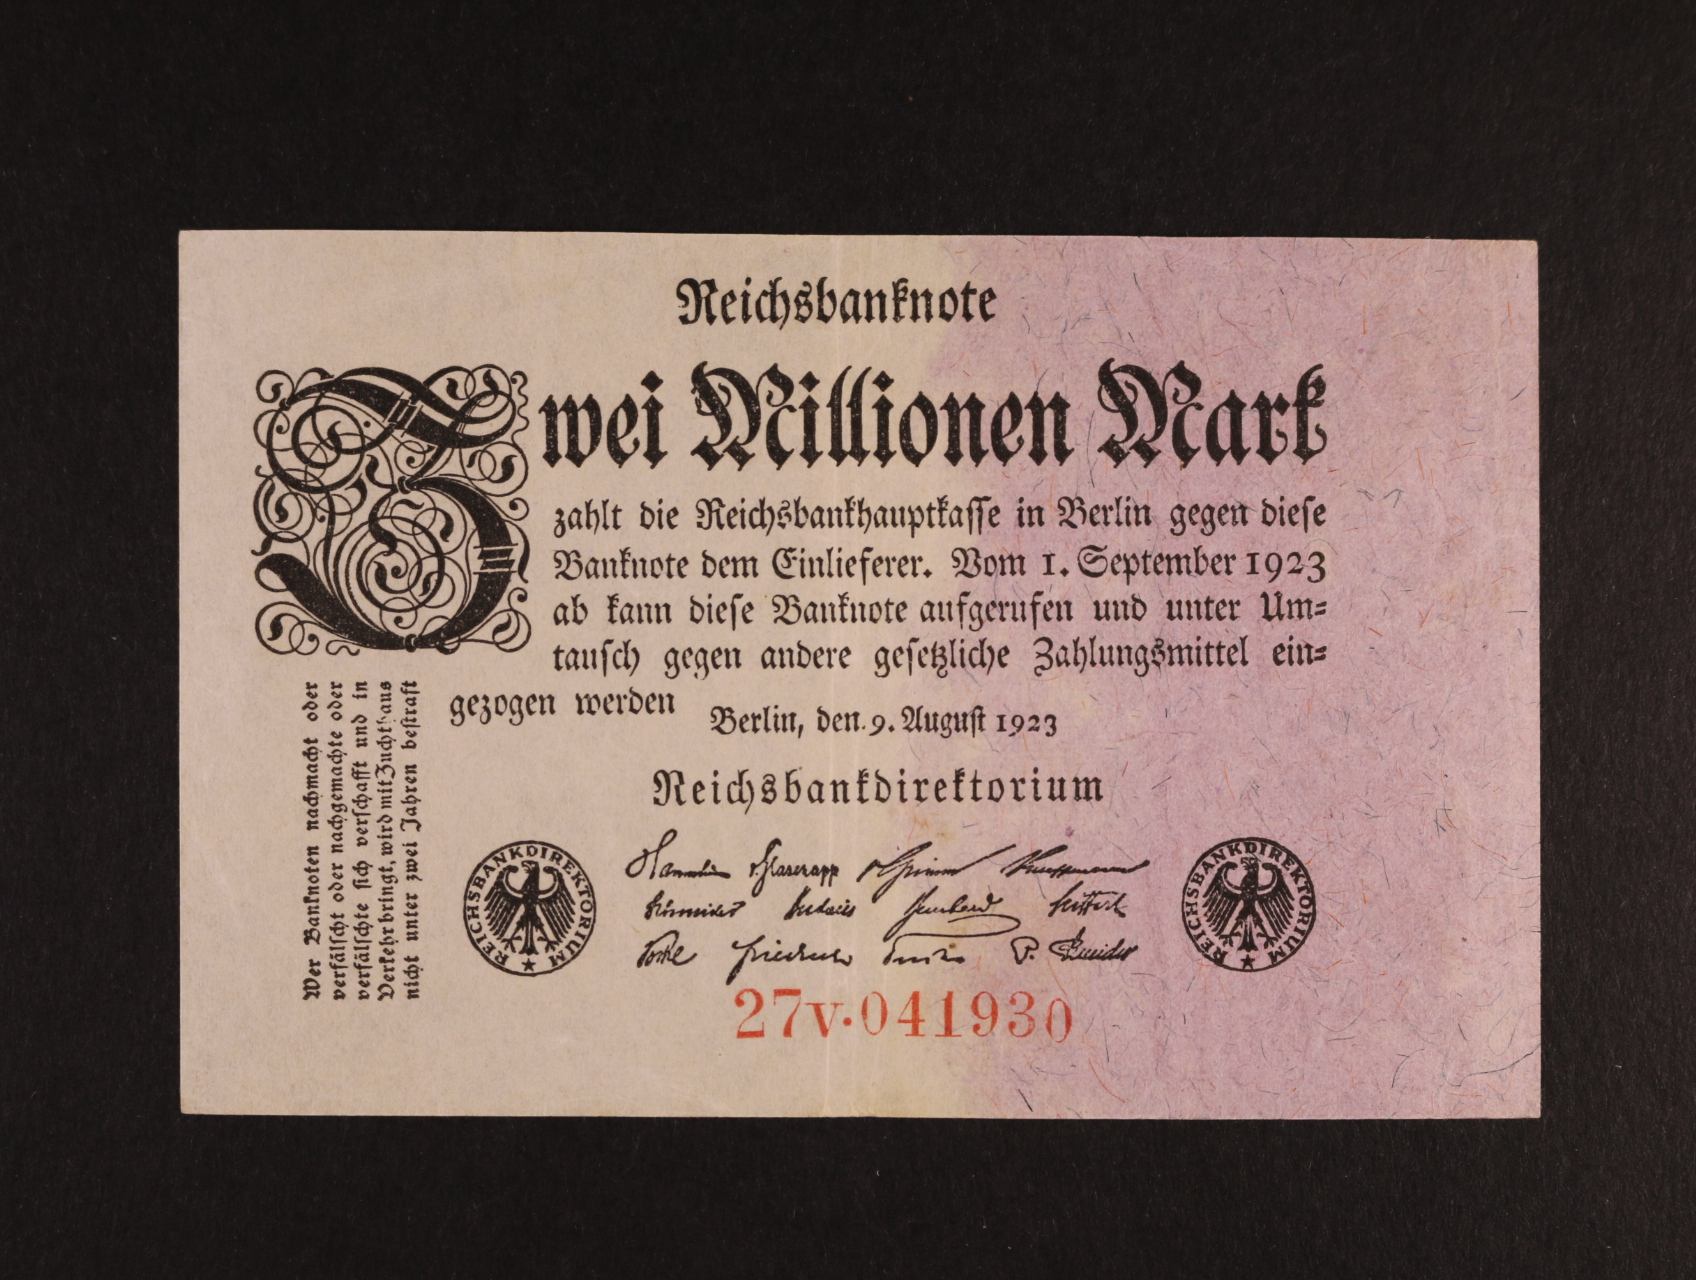 Reichsbanknote
Zwei Millionen Mark
zahlt die Reichsbankhauptkasse in Berlin gegen diese
Banknote dem Einlieferer. Vom 1. September 1923
ab kann diese Banknote aufgerufen und unter Um=
tausch gegen andere gesetzliche Zahlungsmittel ein=
gezogen werden
Berlin, den 9. August 1923
Reichsbankdirektorium
Wer Banknoten nachmacht oder
verfälscht oder nachgemachte oder
verfälschte sich verschafft und in
Verkehr bringt, wird mit Zuchthaus
nicht unter zwei Jahren bestraft
REICHSBANKDIREKTORIUM
v. Glasenapp
REICHSBANKDIREKTORIUM
27V·041930